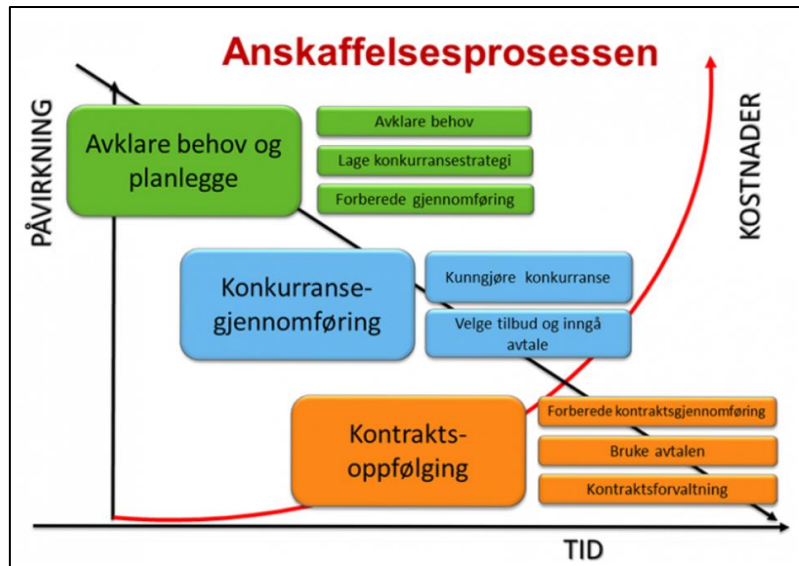 Anskaffelsesprosessen
PÅVIRKNING
KOSTNADER
Avklare behov og
planlegge
Avklare behov
Lage konkurransestrategi
Forberede gjennomføring
Konkurranse-
gjennomføring
Kunngjøre konkurranse
Velge tilbud og inngå
avtale
Kontrakts-
oppfølging
Forberede kontraktsgjennomføring
Bruke avtalen
Kontraktsforvaltning
TID